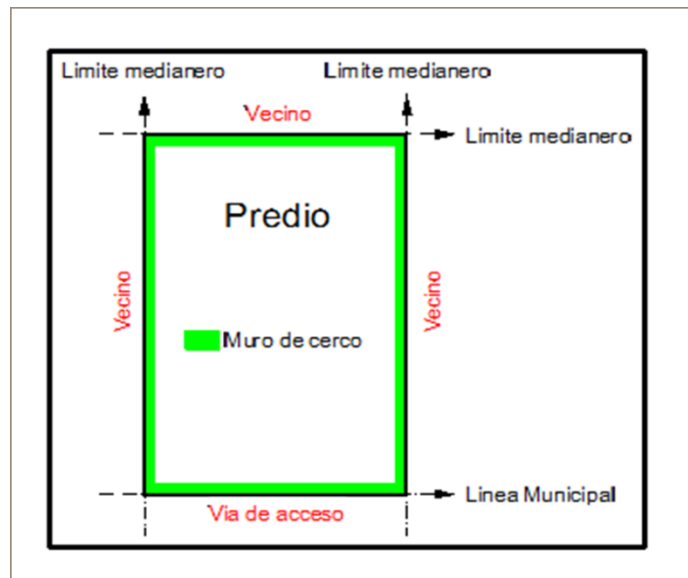 Limite medianero
Limite medianero
Vecino
Limite medianero
Predio
Vecino
Vecino
Muro de cerco
Linea Municipal
Via de acceso